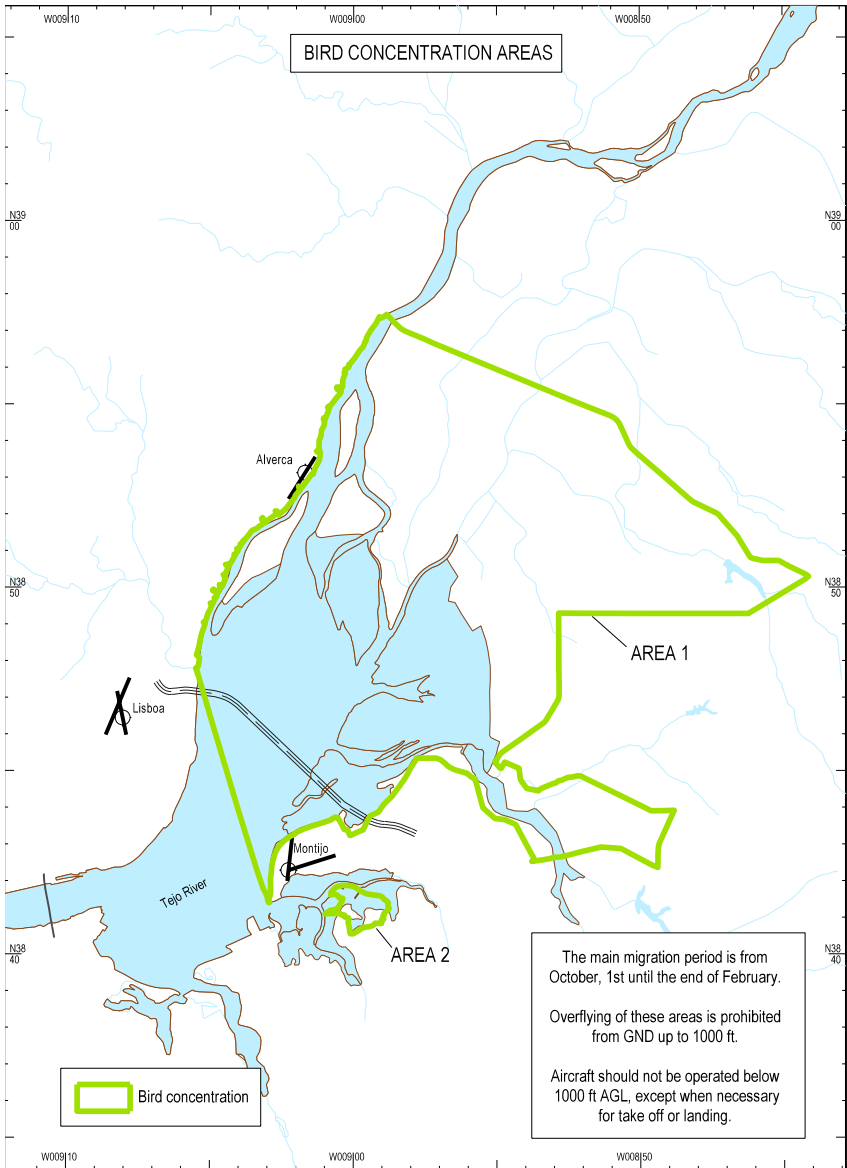 W009|10
W009|00
W008|50
BIRD CONCENTRATION AREAS
N39
00
N39
00
Alverca
N38
50
N38
50
AREA 1
Lisboa
Montijo
Tejo River
AREA 2
N38
40
N38
40
The main migration period is from
October, 1st until the end of February.
Overflying of these areas is prohibited
from GND up to 1000 ft.
Aircraft should not be operated below
1000 ft AGL, except when necessary
for take off or landing.
Bird concentration
W009|10
W009|00
W008|50